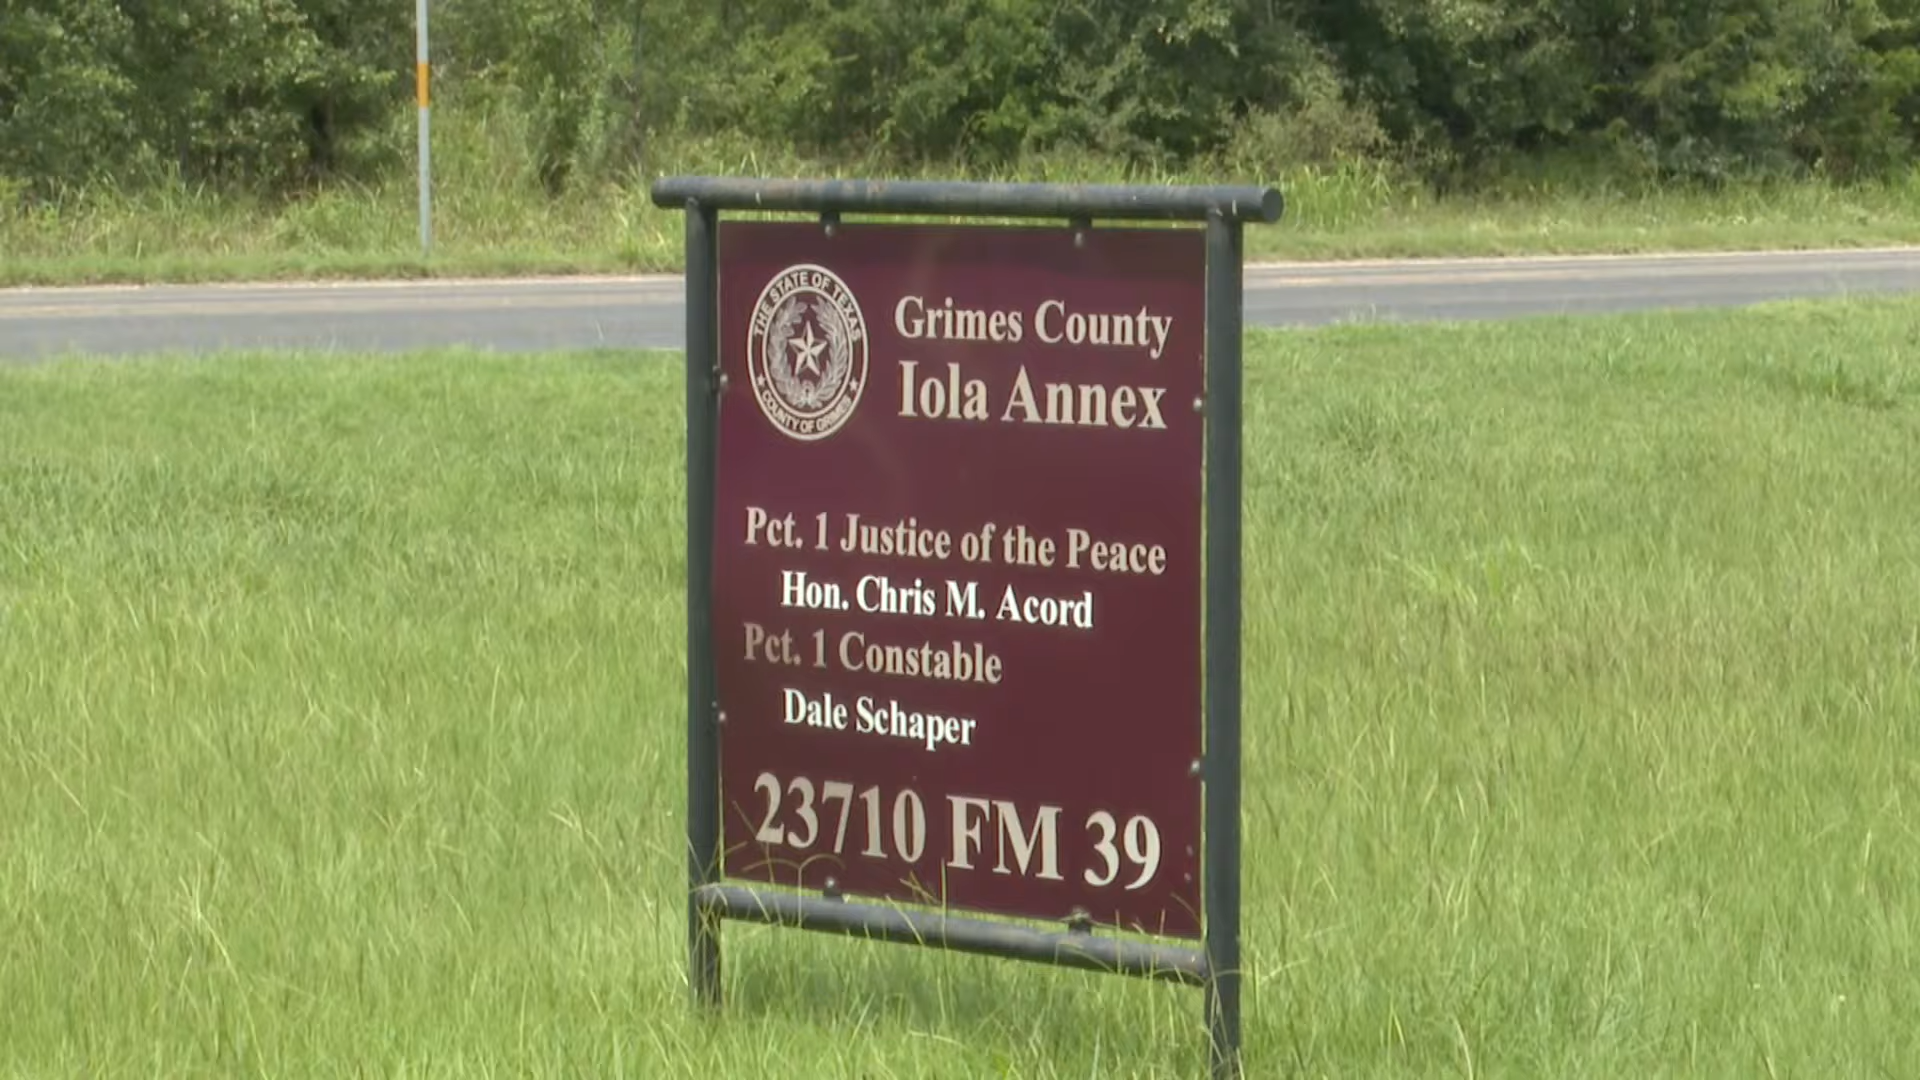 THE STATE OF TEXAS
COUNTY OF GRIMES
Grimes County
Iola Annex
Pct. 1 Justice of the Peace
Hon. Chris M. Acord
Pct. 1 Constable
Dale Schaper
23710 FM 39